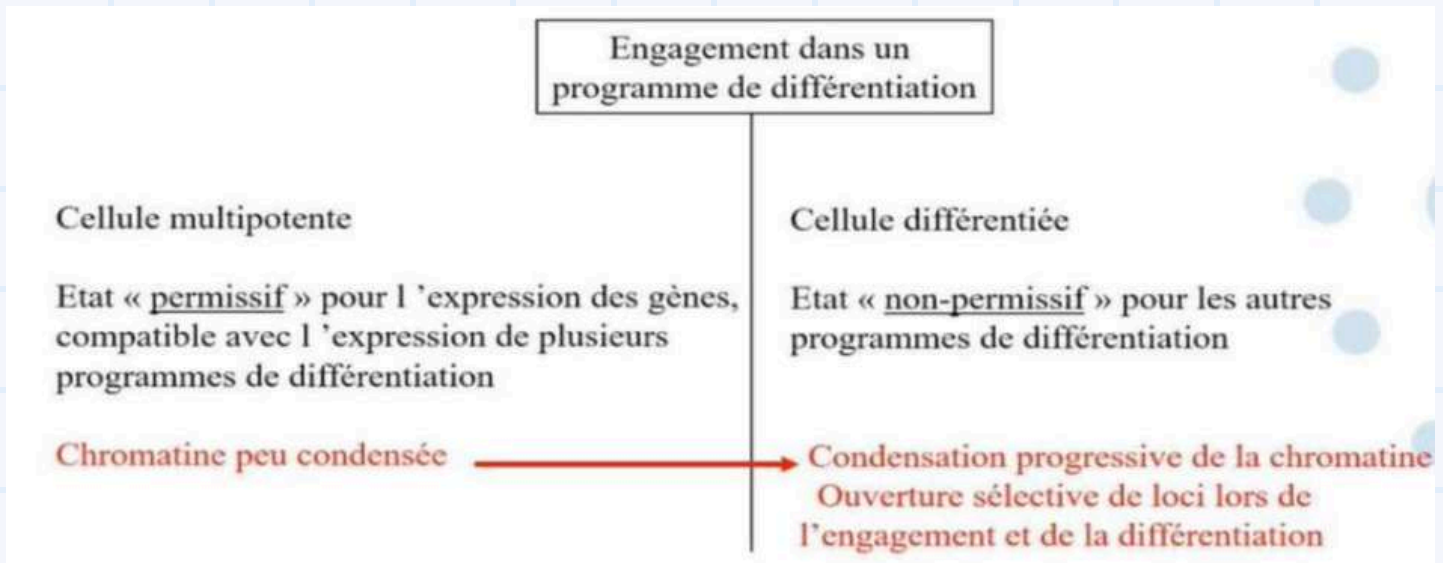 Engagement dans un
programme de différentiation
Cellule multipotente
Etat « permissif » pour l ’expression des gènes,
compatible avec l ’expression de plusieurs
programmes de différentiation
Chromatine peu condensée
Cellule différentiée
Etat « non-permissif » pour les autres
programmes de différentiation
Condensation progressive de la chromatine
Ouverture sélective de loci lors de
l’engagement et de la différentiation